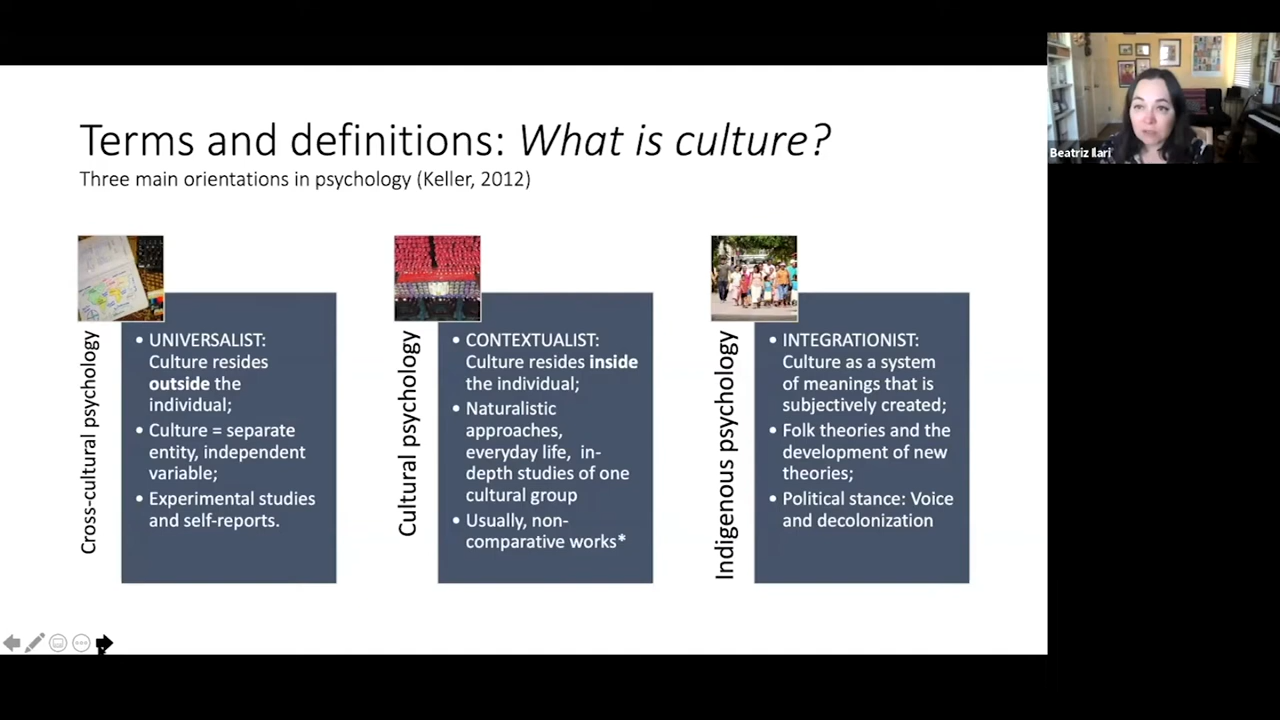 Terms and definitions: What is culture?
Three main orientations in psychology (Keller, 2012)
Cross-cultural psychology
• UNIVERSALIST:
Culture resides
outside the
individual;
• Culture = separate
entity, independent
variable;
• Experimental studies
and self-reports.
Cultural psychology
• CONTEXTUALIST:
Culture resides inside
the individual;
• Naturalistic
approaches,
everyday life, in-
depth studies of one
cultural group
• Usually, non-
comparative works*
Indigenous psychology
• INTEGRATIONIST:
Culture as a system
of meanings that is
subjectively created;
• Folk theories and the
development of new
theories;
• Political stance: Voice
and decolonization
Beatriz Ilari